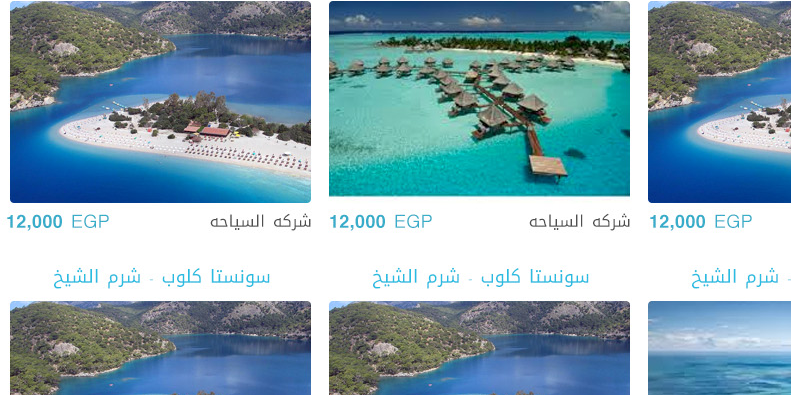 12,000 EGP شركه السياحه
12,000 EGP شركه السياحه
12,000 EGP
سونستا كلوب - شرم الشيخ
سونستا كلوب - شرم الشيخ
شرم الشيخ -